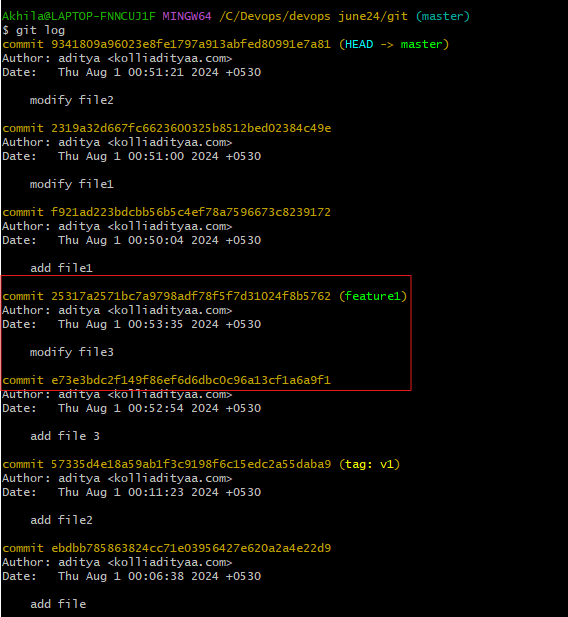 Akhila@LAPTOP-FNNCUJ1F MINGW64 /C/Devops/devops june24/git (master)
$ git log
commit 9341809a96023e8fe1797a913abfed80991e7a81 (HEAD -> master)
Author: aditya <kolliadityaa.com>
Date:   Thu Aug 1 00:51:21 2024 +0530
    modify file2
commit 2319a32d667fc6623600325b8512bed02384c49e
Author: aditya <kolliadityaa.com>
Date:   Thu Aug 1 00:51:00 2024 +0530
    modify file1
commit f921ad223bdcbb56b5c4ef78a7596673c8239172
Author: aditya <kolliadityaa.com>
Date:   Thu Aug 1 00:50:04 2024 +0530
    add file1
commit 25317a2571bc7a9798adf78f5f7d31024f8b5762 (feature1)
Author: aditya <kolliadityaa.com>
Date:   Thu Aug 1 00:53:35 2024 +0530
    modify file3
commit e73e3bdc2f149f86ef6d6dbc0c96a13cf1a6a9f1
Author: aditya <kolliadityaa.com>
Date:   Thu Aug 1 00:52:54 2024 +0530
    add file 3
commit 57335d4e18a59ab1f3c9198f6c15edc2a55daba9 (tag: v1)
Author: aditya <kolliadityaa.com>
Date:   Thu Aug 1 00:11:23 2024 +0530
    add file2
commit ebdbb785863824cc71e03956427e620a2a4e22d9
Author: aditya <kolliadityaa.com>
Date:   Thu Aug 1 00:06:38 2024 +0530
    add file